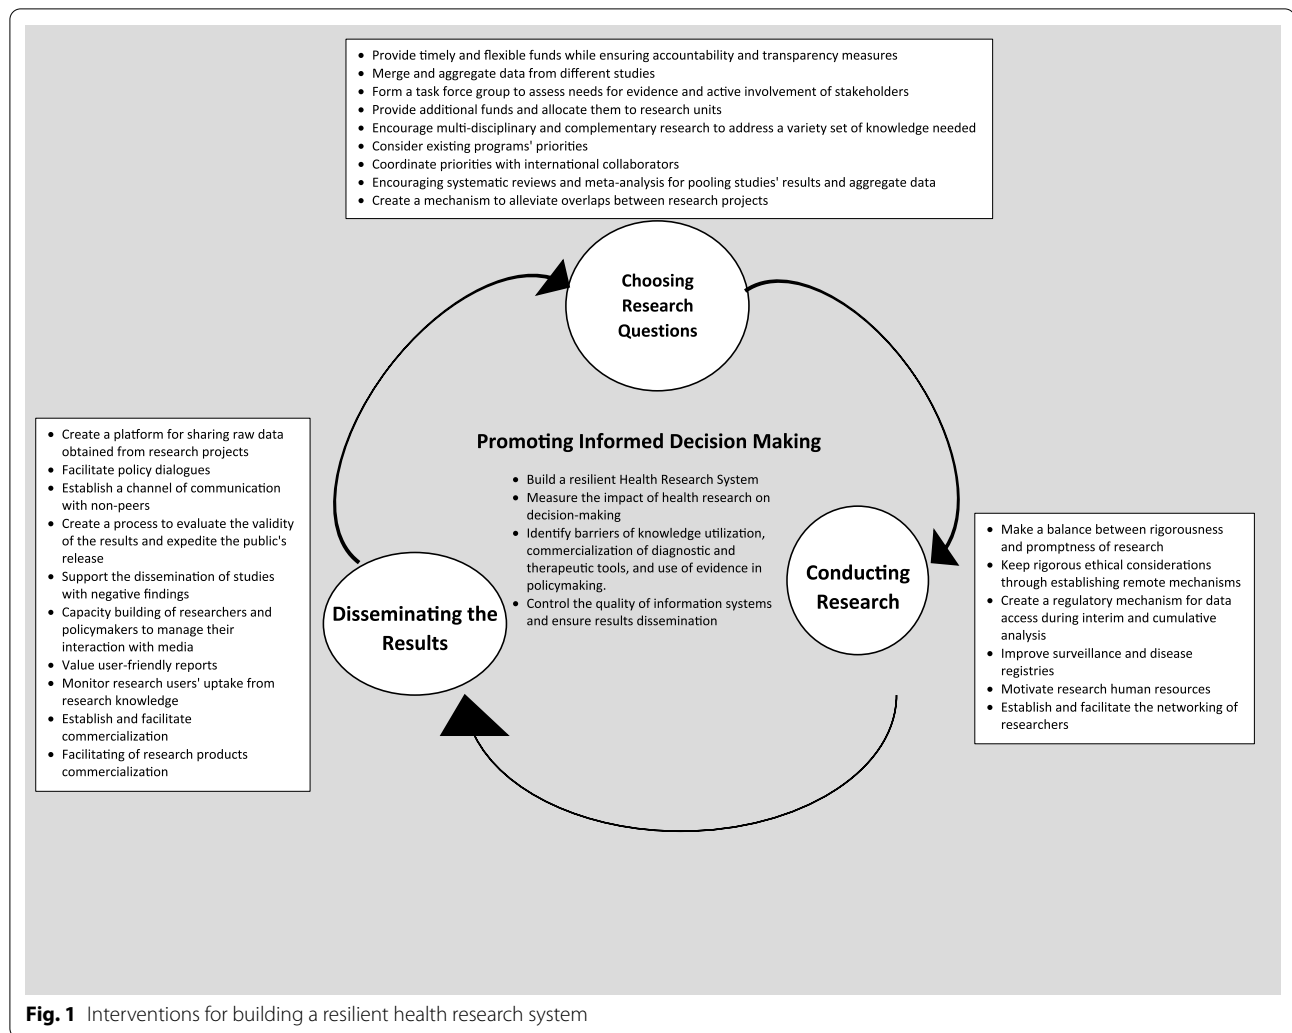 • Provide timely and flexible funds while ensuring accountability and transparency measures
• Merge and aggregate data from different studies
• Form a task force group to assess needs for evidence and active involvement of stakeholders
• Provide additional funds and allocate them to research units
• Encourage multi-disciplinary and complementary research to address a variety set of knowledge needed
• Consider existing programs' priorities
• Coordinate priorities with international collaborators
• Encouraging systematic reviews and meta-analysis for pooling studies' results and aggregate data
• Create a mechanism to alleviate overlaps between research projects
Choosing
Research
Questions
• Create a platform for sharing raw data
obtained from research projects
• Facilitate policy dialogues
• Establish a channel of communication
with non-peers
• Create a process to evaluate the validity
of the results and expedite the public's
release
• Support the dissemination of studies
with negative findings
• Capacity building of researchers and
policymakers to manage their
interaction with media
• Value user-friendly reports
• Monitor research users' uptake from
research knowledge
• Establish and facilitate
commercialization
• Facilitating of research products
commercialization
Disseminating the
Results
Promoting Informed Decision Making
• Build a resilient Health Research System
• Measure the impact of health research on
decision-making
• Identify barriers of knowledge utilization,
commercialization of diagnostic and
therapeutic tools, and use of evidence in
policymaking.
• Control the quality of information systems
and ensure results dissemination
Conducting
Research
• Make a balance between rigorousness
and promptness of research
• Keep rigorous ethical considerations
through establishing remote mechanisms
• Create a regulatory mechanism for data
access during interim and cumulative
analysis
• Improve surveillance and disease
registries
• Motivate research human resources
• Establish and facilitate the networking of
researchers
Fig. 1 Interventions for building a resilient health research system